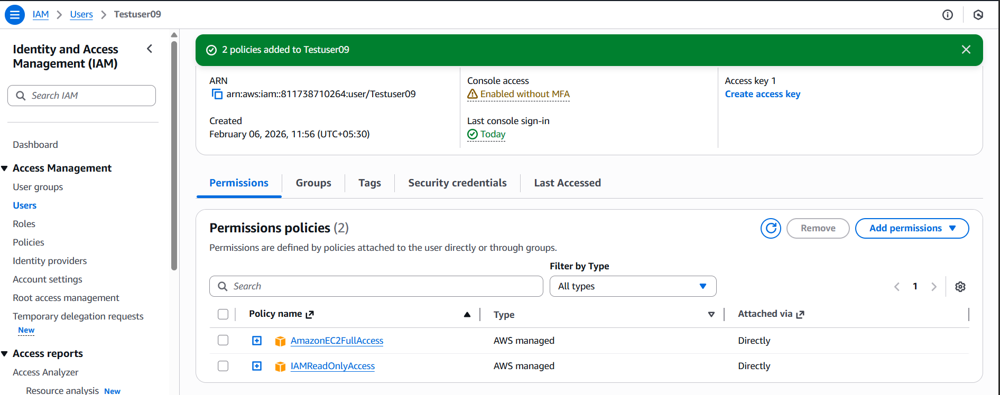 IAM > Users > Testuser09
Identity and Access
Management (IAM)
Search IAM
Dashboard
Access Management
User groups
Users
Roles
Policies
Identity providers
Account settings
Root access management
Temporary delegation requests
New
Access reports
Access Analyzer
Resource analysis New
2 policies added to Testuser09
ARN
arn:aws:iam::811738710264:user/Testuser09
Created
February 06, 2026, 11:56 (UTC+05:30)
Console access
Enabled without MFA
Last console sign-in
Today
Access key 1
Create access key
Permissions Groups Tags Security credentials Last Accessed
Permissions policies (2)
Remove Add permissions
Permissions are defined by policies attached to the user directly or through groups.
Filter by Type
Search All types 1
Policy name Type Attached via
AmazonEC2FullAccess AWS managed Directly
IAMReadOnlyAccess AWS managed Directly